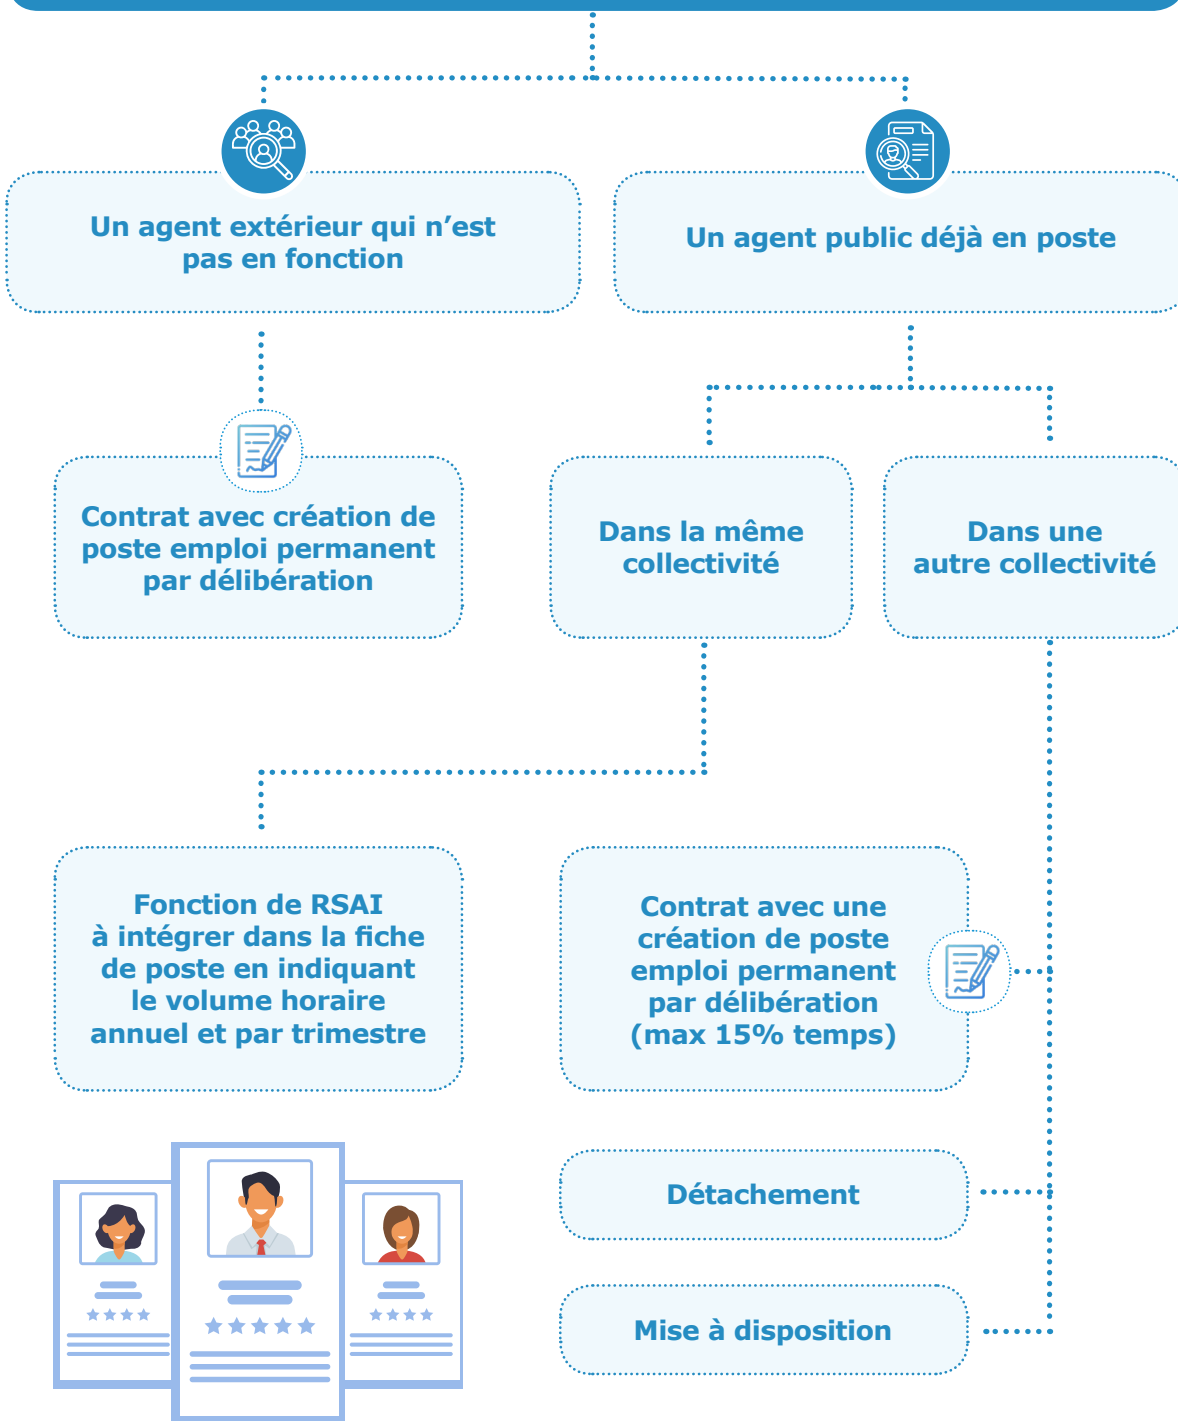 Un agent extérieur qui n’est
pas en fonction
Un agent public déjà en poste
Contrat avec création de
poste emploi permanent
par délibération
Dans la même
collectivité
Dans une
autre collectivité
Fonction de RSAI
à intégrer dans la fiche
de poste en indiquant
le volume horaire
annuel et par trimestre
Contrat avec une
création de poste
emploi permanent
par délibération
(max 15% temps)
Détachement
Mise à disposition